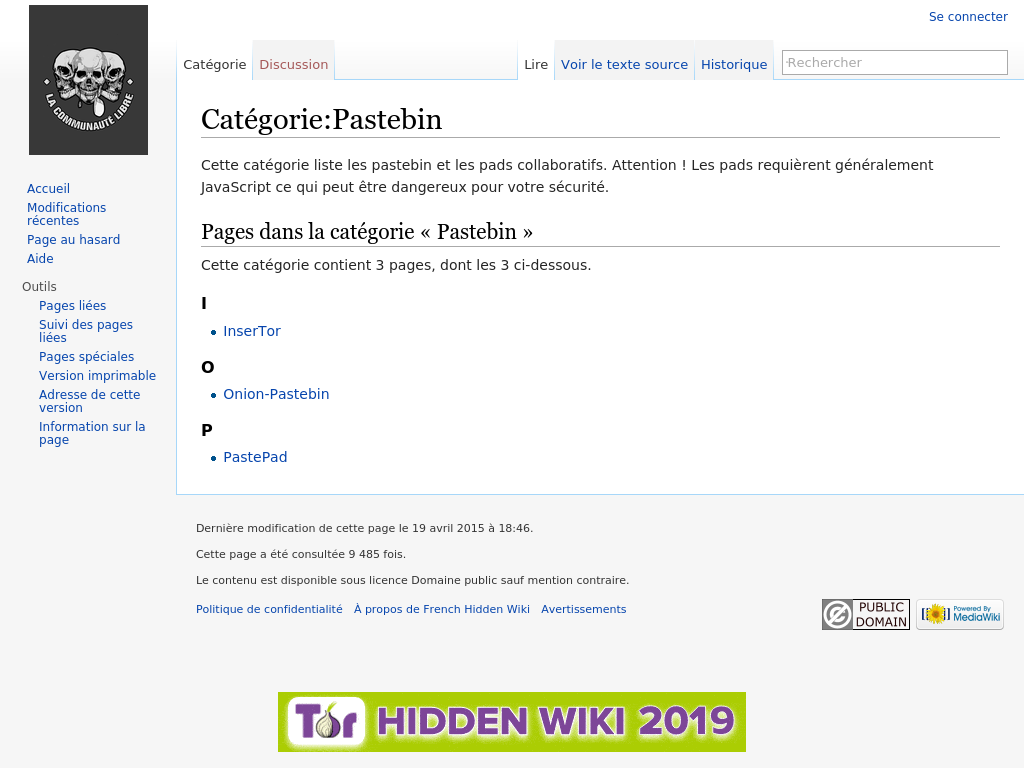 Se connecter
LA COMMUNAUTÉ LIBRE
Catégorie
Discussion
Lire
Voir le texte source
Historique
Rechercher
Catégorie:Pastebin
Cette catégorie liste les pastebin et les pads collaboratifs. Attention ! Les pads requièrent généralement
JavaScript ce qui peut être dangereux pour votre sécurité.
Pages dans la catégorie « Pastebin »
Cette catégorie contient 3 pages, dont les 3 ci-dessous.
I
InserTor
O
Onion-Pastebin
P
PastePad
Accueil
Modifications
récentes
Page au hasard
Aide
Outils
Pages liées
Suivi des pages
liées
Pages spéciales
Version imprimable
Adresse de cette
version
Information sur la
page
Dernière modification de cette page le 19 avril 2015 à 18:46.
Cette page a été consultée 9 485 fois.
Le contenu est disponible sous licence Domaine public sauf mention contraire.
Politique de confidentialité
À propos de French Hidden Wiki
Avertissements
PUBLIC
DOMAIN
Powered By
MediaWiki
Tor HIDDEN WIKI 2019